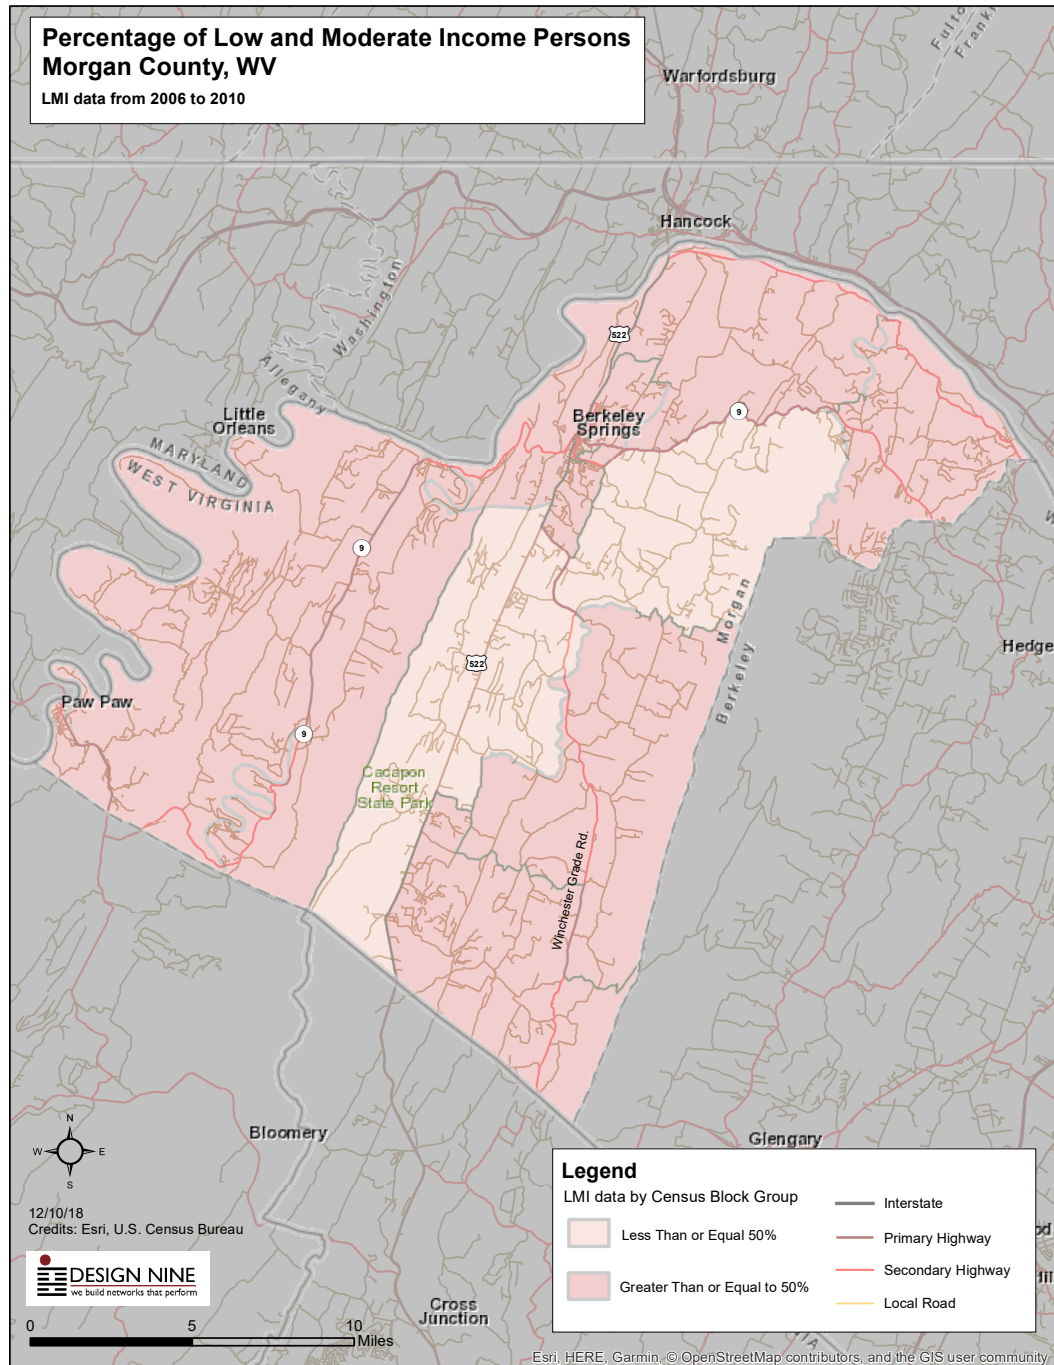 Percentage of Low and Moderate Income Persons
Morgan County, WV
LMI data from 2006 to 2010
Warfordsburg
Hancock
Washington
Allegany
522
Little
Orleans
Berkeley
Springs
9
MARYLAND
WEST VIRGINIA
9
Morgan
Berkeley
Hedge
522
Paw Paw
9
Cacapon
Resort
State Park
Winchester Grade Rd.
Bloomery
Glengary
N
W
E
S
12/10/18
Credits: Esri, U.S. Census Bureau
DESIGN NINE
we build networks that perform
Cross
Junction
0
5
10
Miles
Legend
LMI data by Census Block Group
Less Than or Equal 50%
Greater Than or Equal to 50%
Interstate
Primary Highway
Secondary Highway
Local Road
Esri, HERE, Garmin, © OpenStreetMap contributors, and the GIS user community